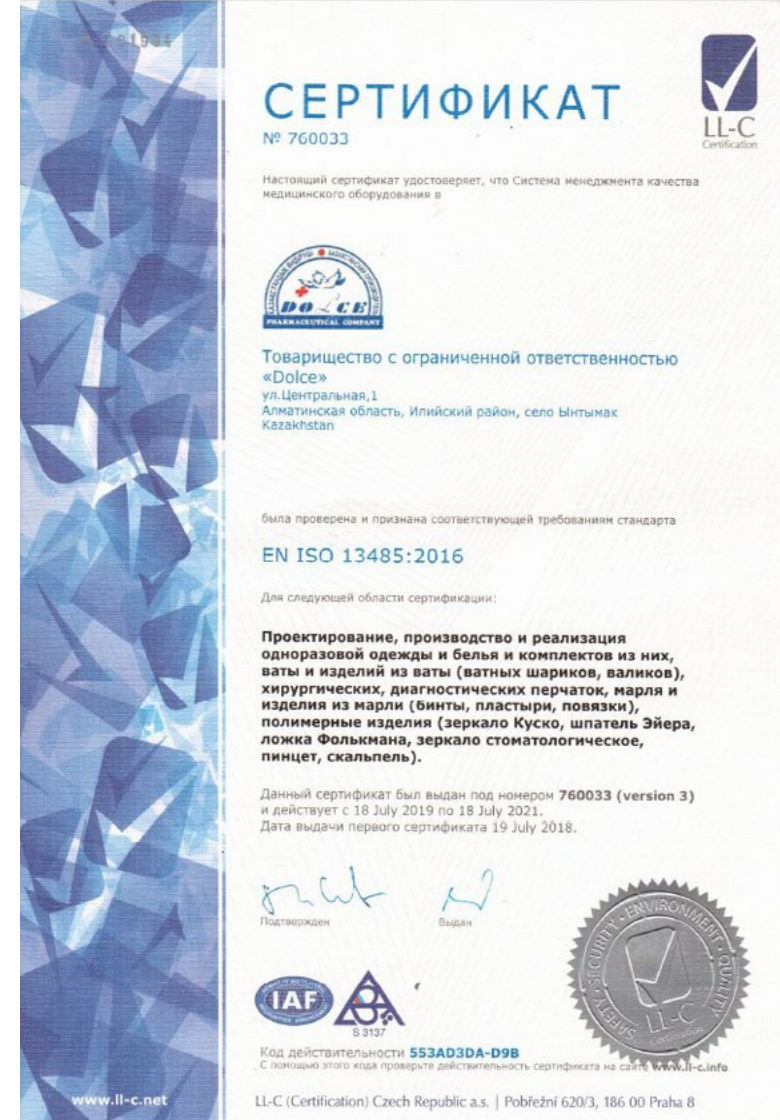 СЕРТИФИКАТ
№ 760033
LL-C
Certification
Настоящий сертификат удостоверяет, что Система менеджмента качества
медицинского оборудования в
DOLCE
PHARMACEUTICAL COMPANY
Товарищество с ограниченной ответственностью
«Dolce»
ул.Центральная,1
Алматинская область, Илийский район, село Ынтымак
Kazakhstan
была проверена и признана соответствующей требованиям стандарта
EN ISO 13485:2016
Для следующей области сертификации:
Проектирование, производство и реализация
одноразовой одежды и белья и комплектов из них,
ваты и изделий из ваты (ватных шариков, валиков),
хирургических, диагностических перчаток, марля и
изделия из марли (бинты, пластыри, повязки),
полимерные изделия (зеркало Куско, шпатель Эйера,
ложка Фолькмана, зеркало стоматологическое,
пинцет, скальпель).
Данный сертификат был выдан под номером 760033 (version 3)
и действует с 18 July 2019 по 18 July 2021.
Дата выдачи первого сертификата 19 July 2018.
Подтвержден
Выдан
SAFETY · SECURITY · ENVIRONMENT · QUALITY
LL-C
Certification
IAF
S 3137
Код действительности 553AD3DA-D9B
С помощью этого кода проверьте действительность сертификата на сайте www.ll-c.info
www.ll-c.net
LL-C (Certification) Czech Republic a.s. | Pobřežní 620/3, 186 00 Praha 8